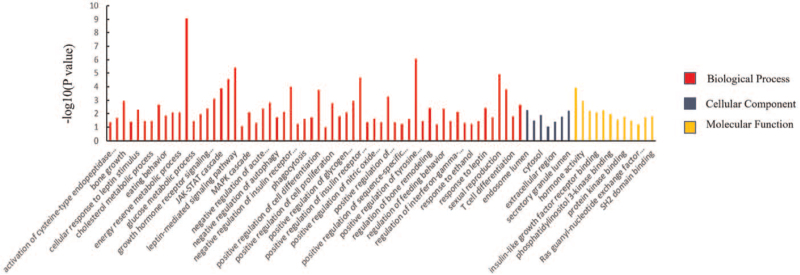 -log10(P value)
10
9
8
7
6
5
4
3
2
1
0
activation of cysteine-type endopeptidase...
bone growth
cellular response to leptin stimulus
cholesterol metabolic process
eating behavior
energy reserve metabolic process
glucose metabolic process
growth hormone receptor signaling...
JAK-STAT cascade
leptin-mediated signaling pathway
MAPK cascade
negative regulation of acute...
negative regulation of autophagy
negative regulation of insulin receptor...
phagocytosis
positive regulation of cell differentiation
positive regulation of cell proliferation
positive regulation of glycogen...
positive regulation of insulin receptor...
positive regulation of nitric oxide...
positive regulation of...
positive regulation of sequence-specific...
positive regulation of tyrosine...
regulation of bone remodeling
regulation of feeding behavior
regulation of interferon-gamma-...
response to ethanol
response to leptin
sexual reproduction
T cell differentiation
endosome lumen
cytosol
extracellular region
secretory granule lumen
hormone activity
insulin-like growth factor receptor binding
phosphatidylinositol 3-kinase binding
protein kinase binding
Ras guanyl-nucleotide exchange factor...
SH2 domain binding
Biological Process
Cellular Component
Molecular Function